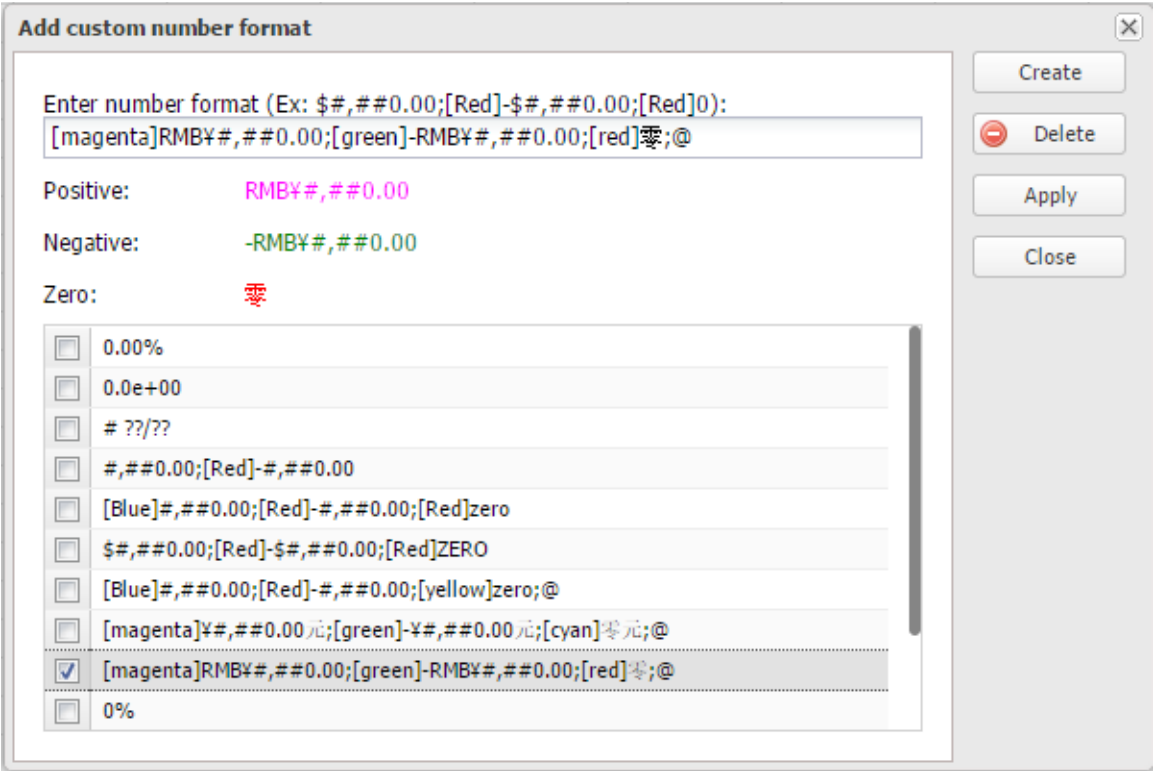 Add custom number format
Create
Enter number format (Ex: $#,##0.00;[Red]-$#,##0.00;[Red]0):
[magenta]RMB¥#,##0.00;[green]-RMB¥#,##0.00;[red]零;@
Delete
Positive: RMB¥#,##0.00
Apply
Negative: -RMB¥#,##0.00
Close
Zero: 零
0.00%
0.0e+00
# ??/??
#,##0.00;[Red]-#,##0.00
[Blue]#,##0.00;[Red]-#,##0.00;[Red]zero
$#,##0.00;[Red]-$#,##0.00;[Red]ZERO
[Blue]#,##0.00;[Red]-#,##0.00;[yellow]zero;@
[magenta]¥#,##0.00元;[green]-¥#,##0.00元;[cyan]零元;@
[magenta]RMB¥#,##0.00;[green]-RMB¥#,##0.00;[red]零;@
0%